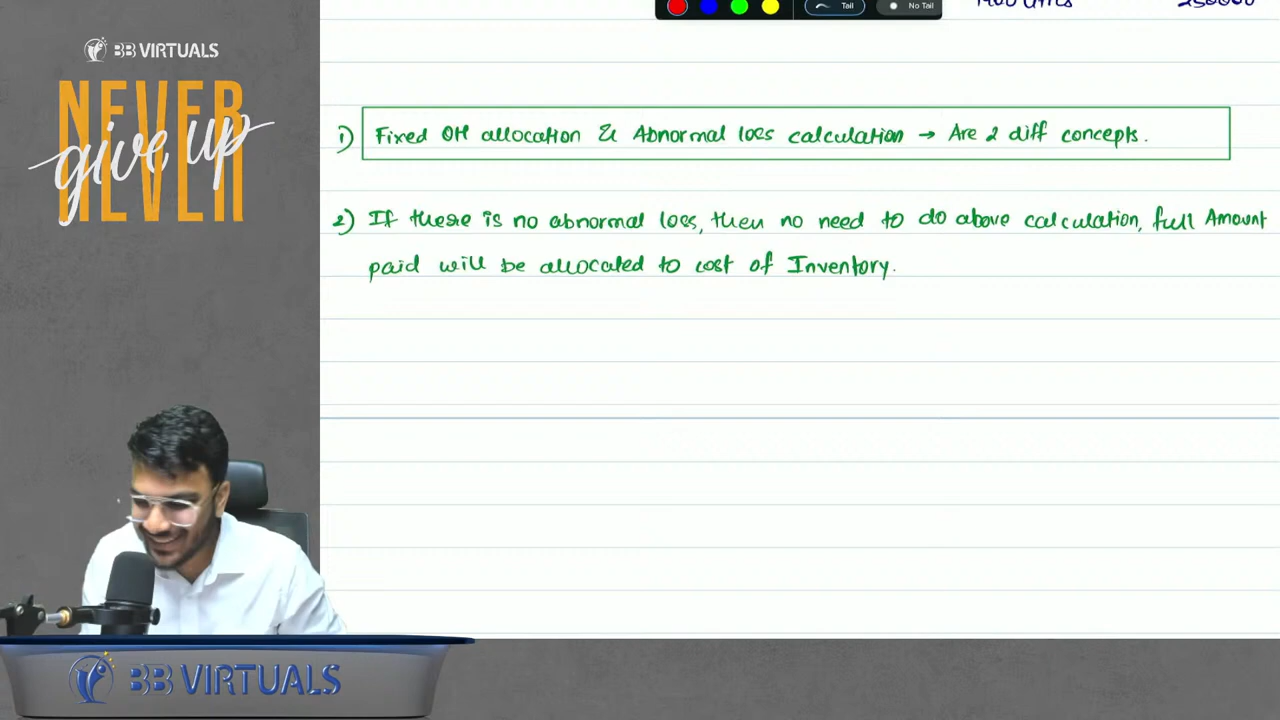 BB VIRTUALS
NEVER
give up
NEVER
Tail
No Tail
1) Fixed OH allocation & Abnormal loss calculation → Are 2 diff concepts.
2) If there is no abnormal loss, then no need to do above calculation, full Amount
paid will be allocated to cost of Inventory.
BB VIRTUALS